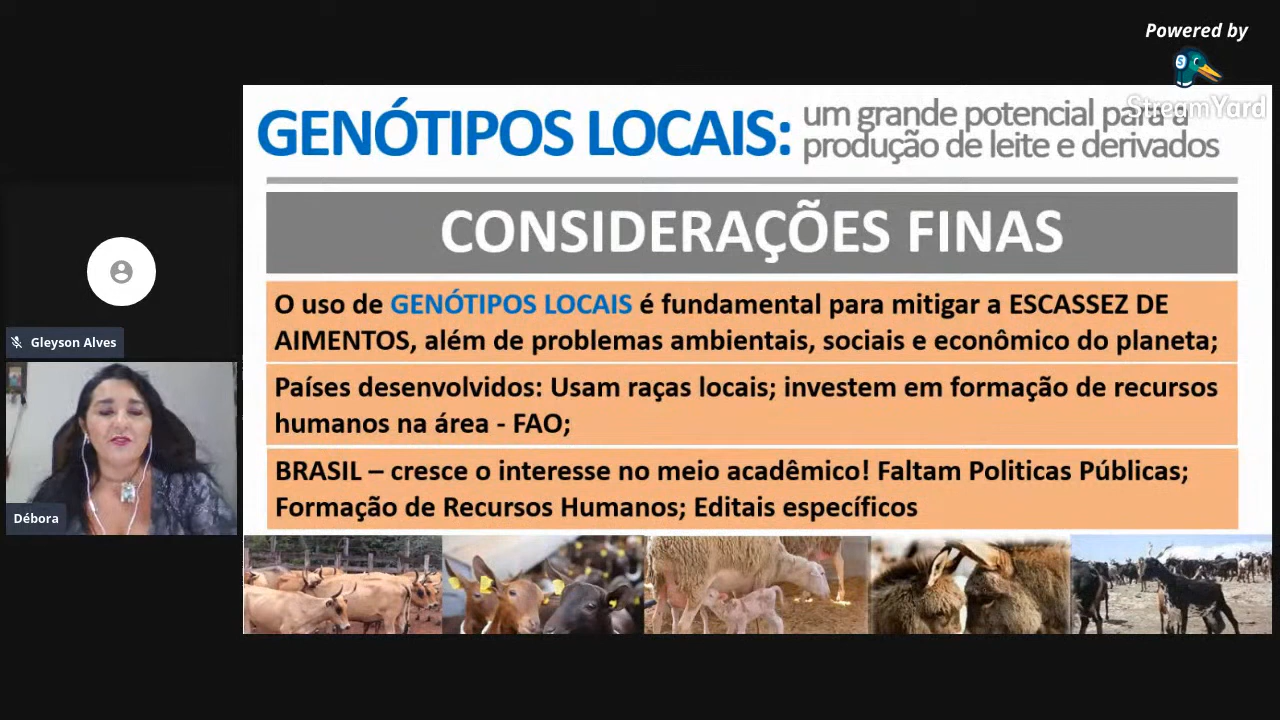 Powered by
StreamYard
GENÓTIPOS LOCAIS:
um grande potencial para a
produção de leite e derivados
CONSIDERAÇÕES FINAS
O uso de GENÓTIPOS LOCAIS é fundamental para mitigar a ESCASSEZ DE
AIMENTOS, além de problemas ambientais, sociais e econômico do planeta;
Países desenvolvidos: Usam raças locais; investem em formação de recursos
humanos na área - FAO;
BRASIL – cresce o interesse no meio acadêmico! Faltam Politicas Públicas;
Formação de Recursos Humanos; Editais específicos
Gleyson Alves
Débora